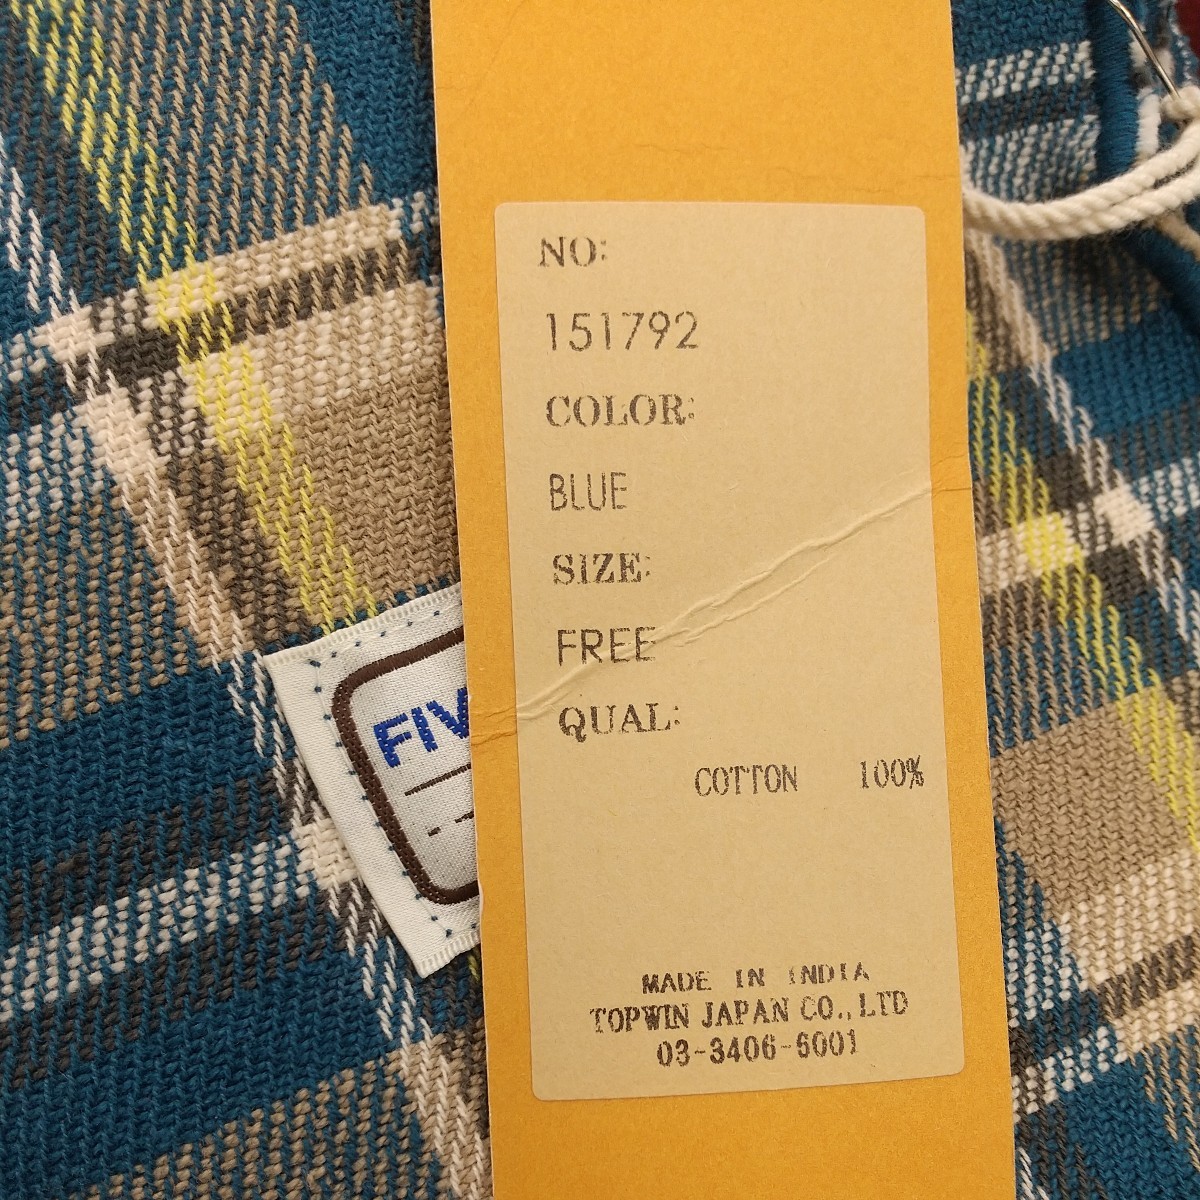 NO:
151792
COLOR:
BLUE
SIZE:
FREE
QUAL:
COTTON 100%
MADE IN INDIA
TOPWIN JAPAN CO., LTD
03-3406-5001
FIV